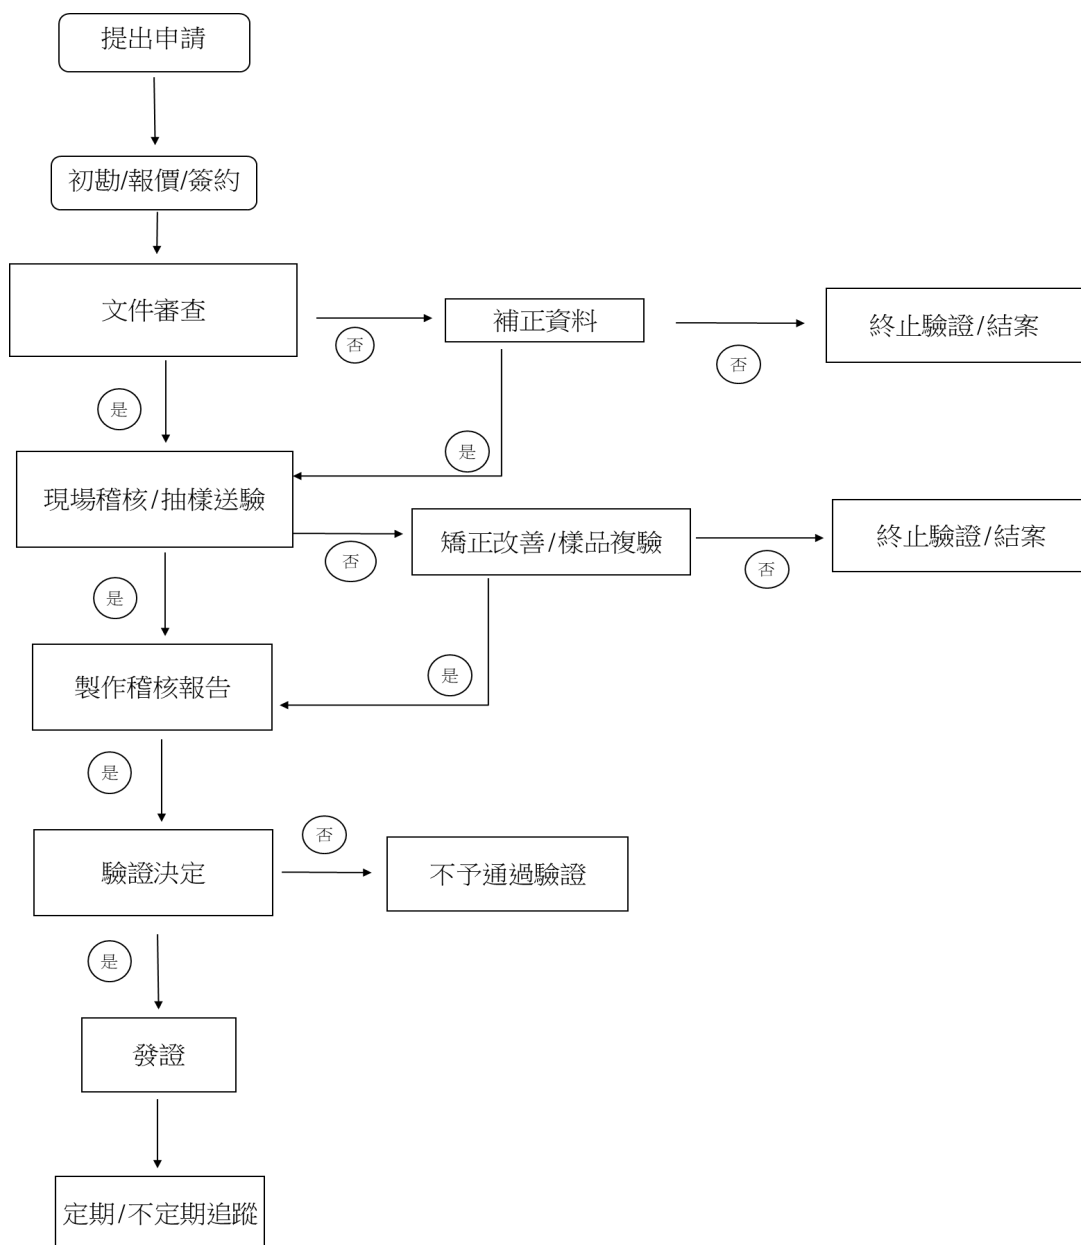 提出申請
初勘/報價/簽約
文件審查
否
補正資料
否
終止驗證/結案
是
是
現場稽核/抽樣送驗
否
矯正改善/樣品複驗
否
終止驗證/結案
是
是
製作稽核報告
是
驗證決定
否
不予通過驗證
是
發證
定期/不定期追蹤